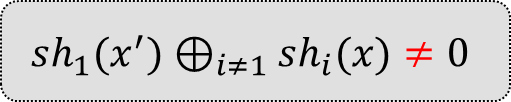 sh₁(x′) ⊕ᵢ≠₁ shᵢ(x) ≠ 0